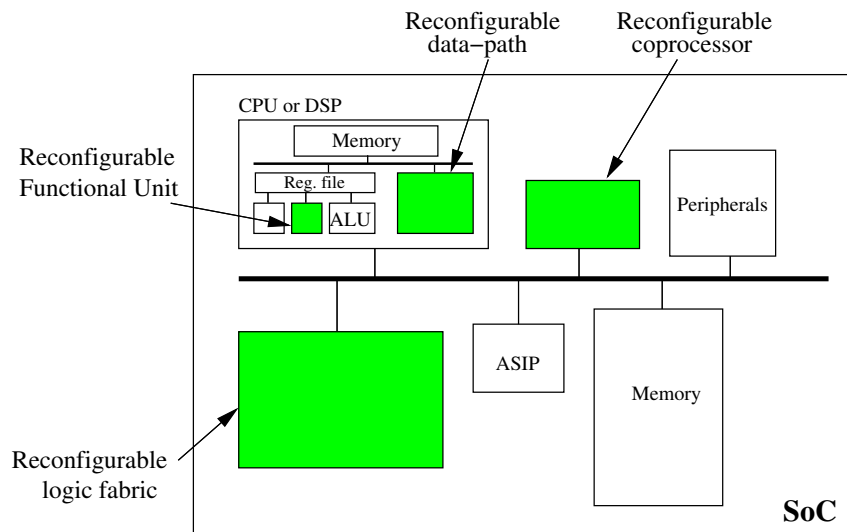 Reconfigurable
data−path
Reconfigurable
coprocessor
CPU or DSP
Memory
Reconfigurable
Functional Unit
Reg. file
ALU
Peripherals
ASIP
Memory
Reconfigurable
logic fabric
SoC